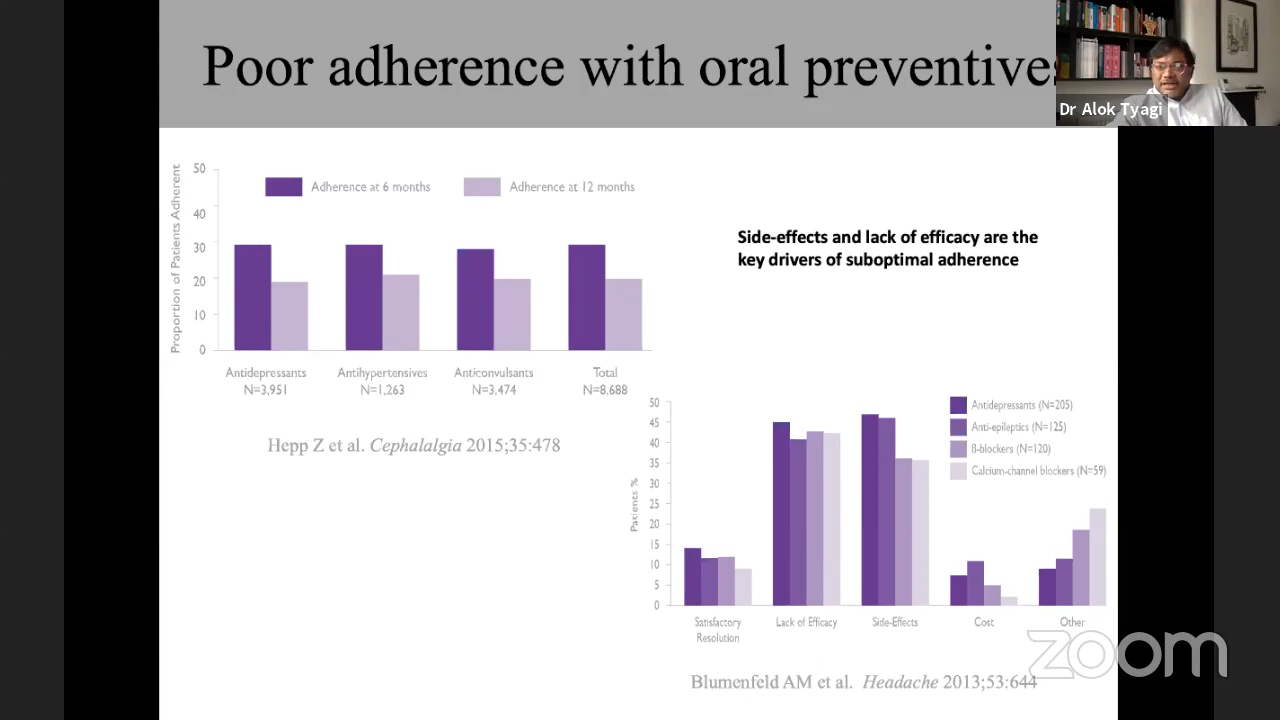 Poor adherence with oral preventives
Dr Alok Tyagi
Proportion of Patients Adherent
50
40
30
20
10
0
Adherence at 6 months
Adherence at 12 months
Antidepressants
N=3,951
Antihypertensives
N=1,263
Anticonvulsants
N=3,474
Total
N=8,688
Hepp Z et al. Cephalalgia 2015;35:478
Side-effects and lack of efficacy are the
key drivers of suboptimal adherence
Patients %
50
45
40
35
30
25
20
15
10
5
0
Antidepressants (N=205)
Anti-epileptics (N=125)
ß-blockers (N=120)
Calcium-channel blockers (N=59)
Satisfactory
Resolution
Lack of Efficacy
Side-Effects
Cost
Other
Blumenfeld AM et al. Headache 2013;53:644
zoom